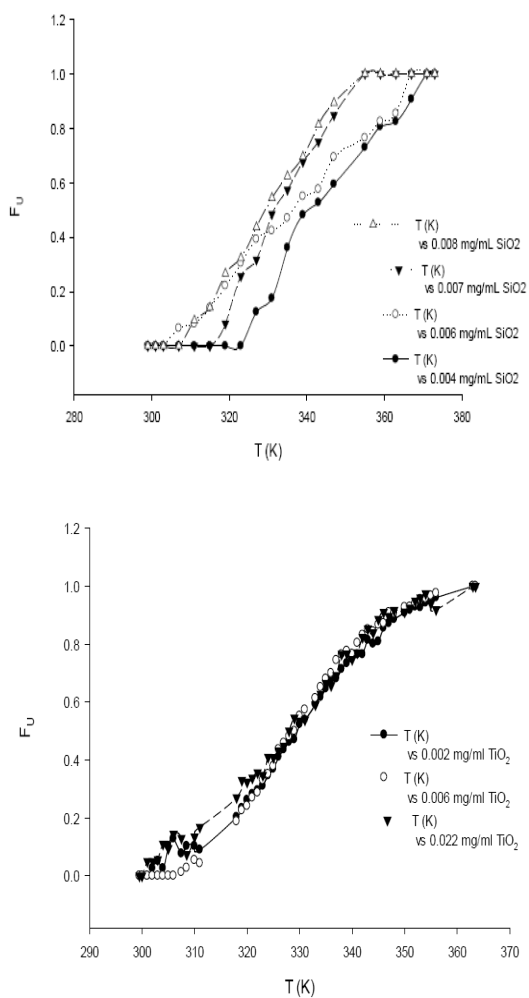 1.2
1.0
0.8
0.6
0.4
0.2
0.0
FU
T (K)
vs 0.008 mg/mL SiO2
T (K)
vs 0.007 mg/mL SiO2
T (K)
vs 0.006 mg/mL SiO2
T (K)
vs 0.004 mg/mL SiO2
280 300 320 340 360 380
T (K)
1.2
1.0
0.8
0.6
0.4
0.2
0.0
FU
T (K)
vs 0.002 mg/ml TiO2
T (K)
vs 0.006 mg/ml TiO2
T (K)
vs 0.022 mg/ml TiO2
290 300 310 320 330 340 350 360 370
T (K)